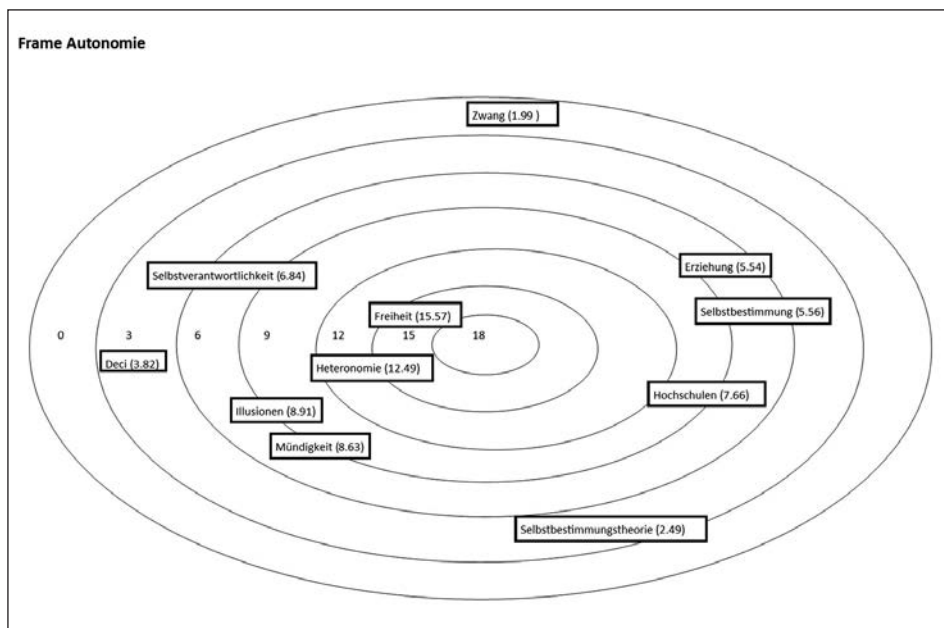 Frame Autonomie
Zwang (1.99 )
Selbstverantwortlichkeit (6.84)
Erziehung (5.54)
Selbstbestimmung (5.56)
Freiheit (15.57)
0 3 6 9 12 15 18
Deci (3.82)
Heteronomie (12.49)
Hochschulen (7.66)
Illusionen (8.91)
Mündigkeit (8.63)
Selbstbestimmungstheorie (2.49)